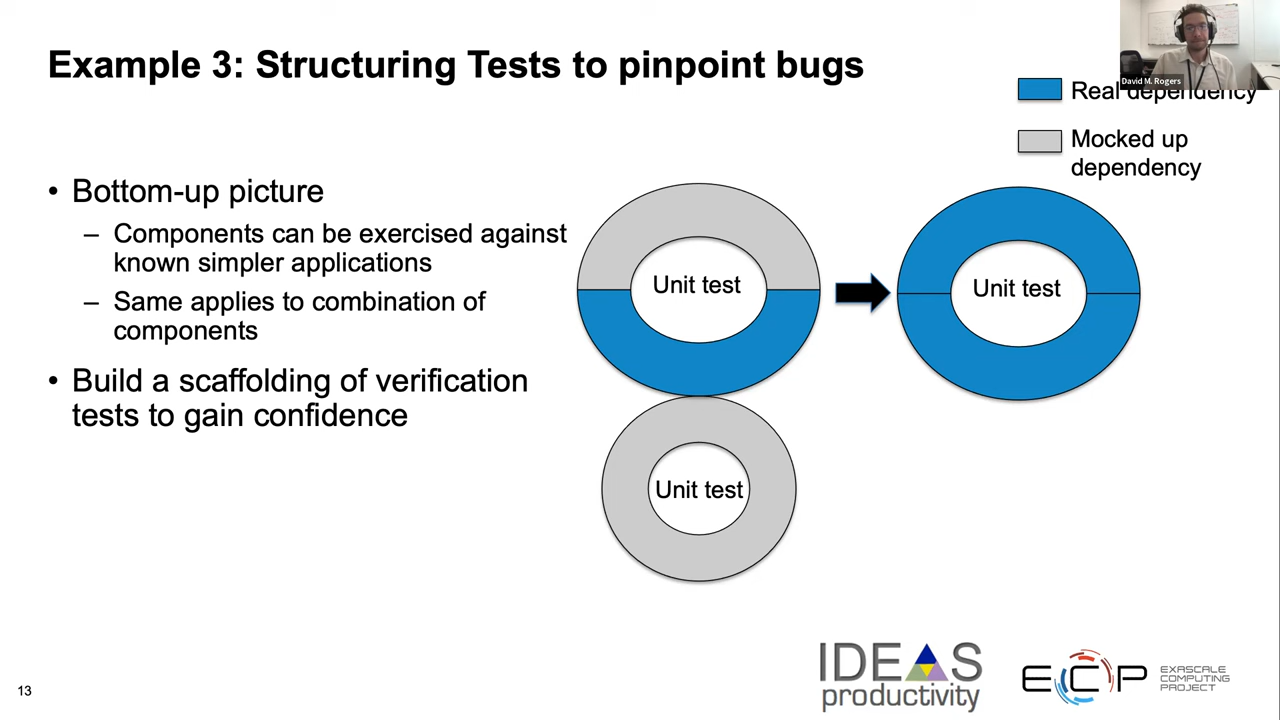 Example 3: Structuring Tests to pinpoint bugs
David M. Rogers
Real dependency
Mocked up
dependency
• Bottom-up picture
– Components can be exercised against
known simpler applications
– Same applies to combination of
components
• Build a scaffolding of verification
tests to gain confidence
Unit test
Unit test
Unit test
13
IDEAS
productivity
ECP
EXASCALE
COMPUTING
PROJECT